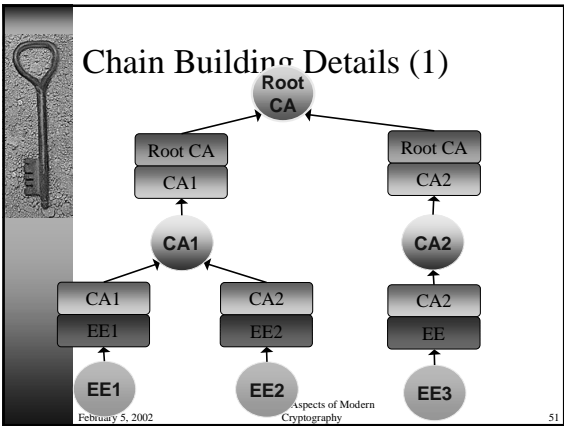 Chain Building Details (1)
Root
CA
Root CA
CA1
Root CA
CA2
CA1
CA2
CA1
EE1
CA2
EE2
CA2
EE
EE1
EE2
EE3
February 5, 2002
Aspects of Modern
Cryptography
51